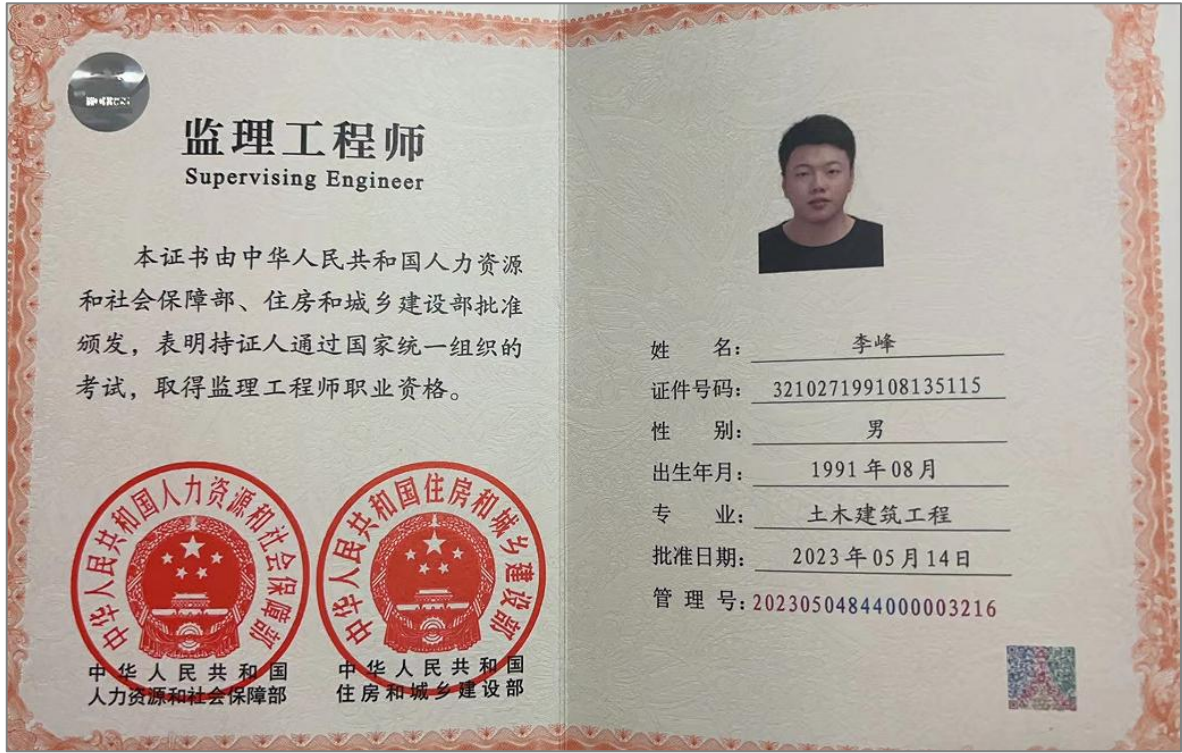 监理工程师
Supervising Engineer
本证书由中华人民共和国人力资源
和社会保障部、住房和城乡建设部批准
颁发，表明持证人通过国家统一组织的
考试，取得监理工程师职业资格。
中华人民共和国人力资源和社会保障部
中华人民共和国住房和城乡建设部
中华人民共和国
人力资源和社会保障部
中华人民共和国
住房和城乡建设部
姓 名：李峰
证件号码：321027199108135115
性 别：男
出生年月：1991年08月
专 业：土木建筑工程
批准日期：2023年05月14日
管 理 号：20230504844000003216